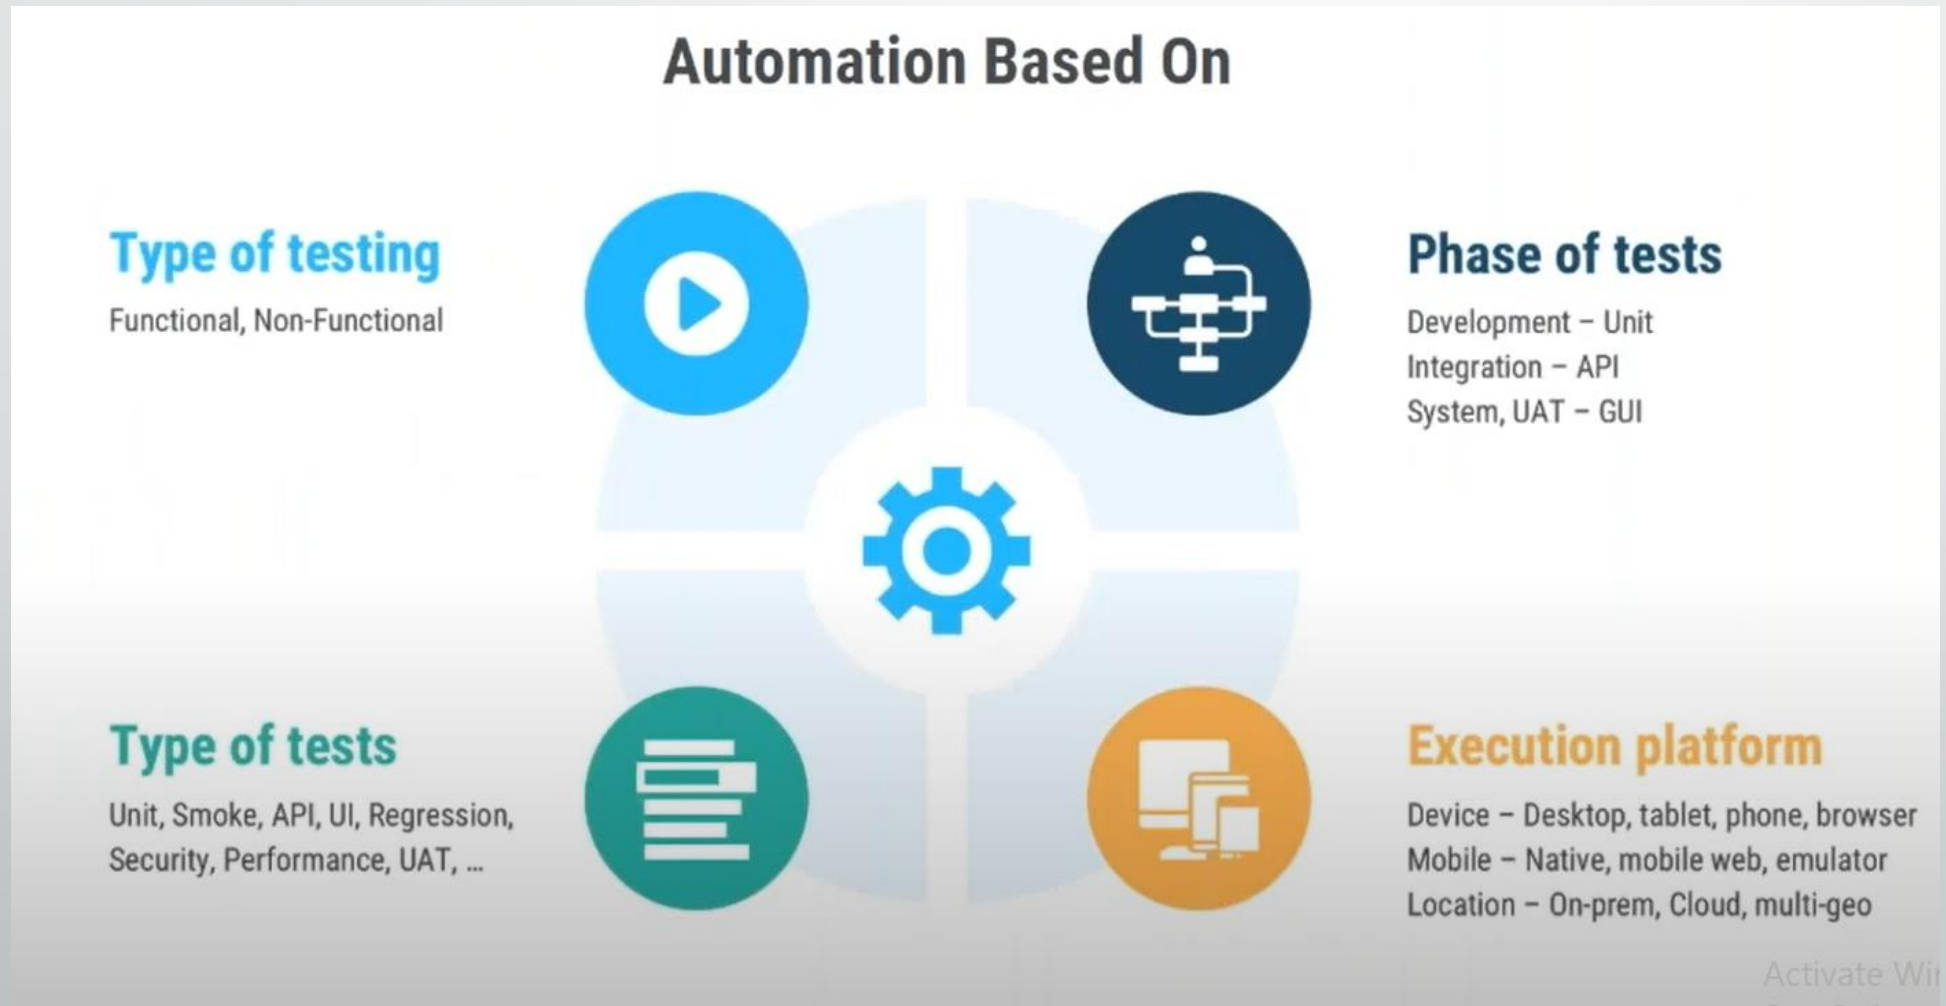 Automation Based On
Type of testing
Functional, Non-Functional
Phase of tests
Development – Unit
Integration – API
System, UAT – GUI
Type of tests
Unit, Smoke, API, UI, Regression,
Security, Performance, UAT, ...
Execution platform
Device – Desktop, tablet, phone, browser
Mobile – Native, mobile web, emulator
Location – On-prem, Cloud, multi-geo
Activate